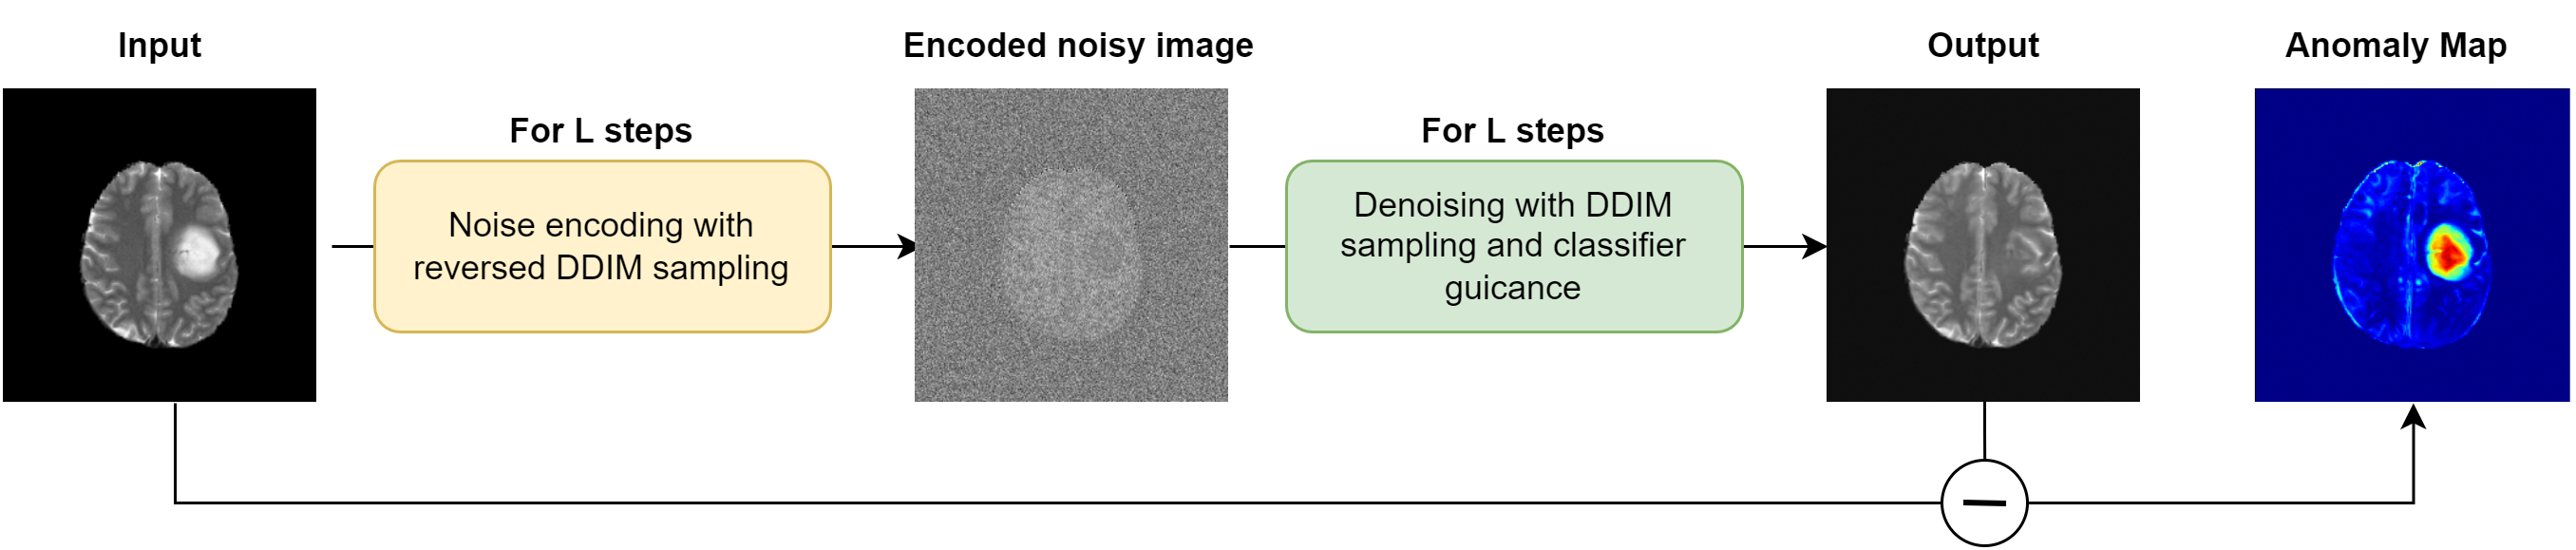 Input
For L steps
Noise encoding with
reversed DDIM sampling
Encoded noisy image
For L steps
Denoising with DDIM
sampling and classifier
guicance
Output
Anomaly Map